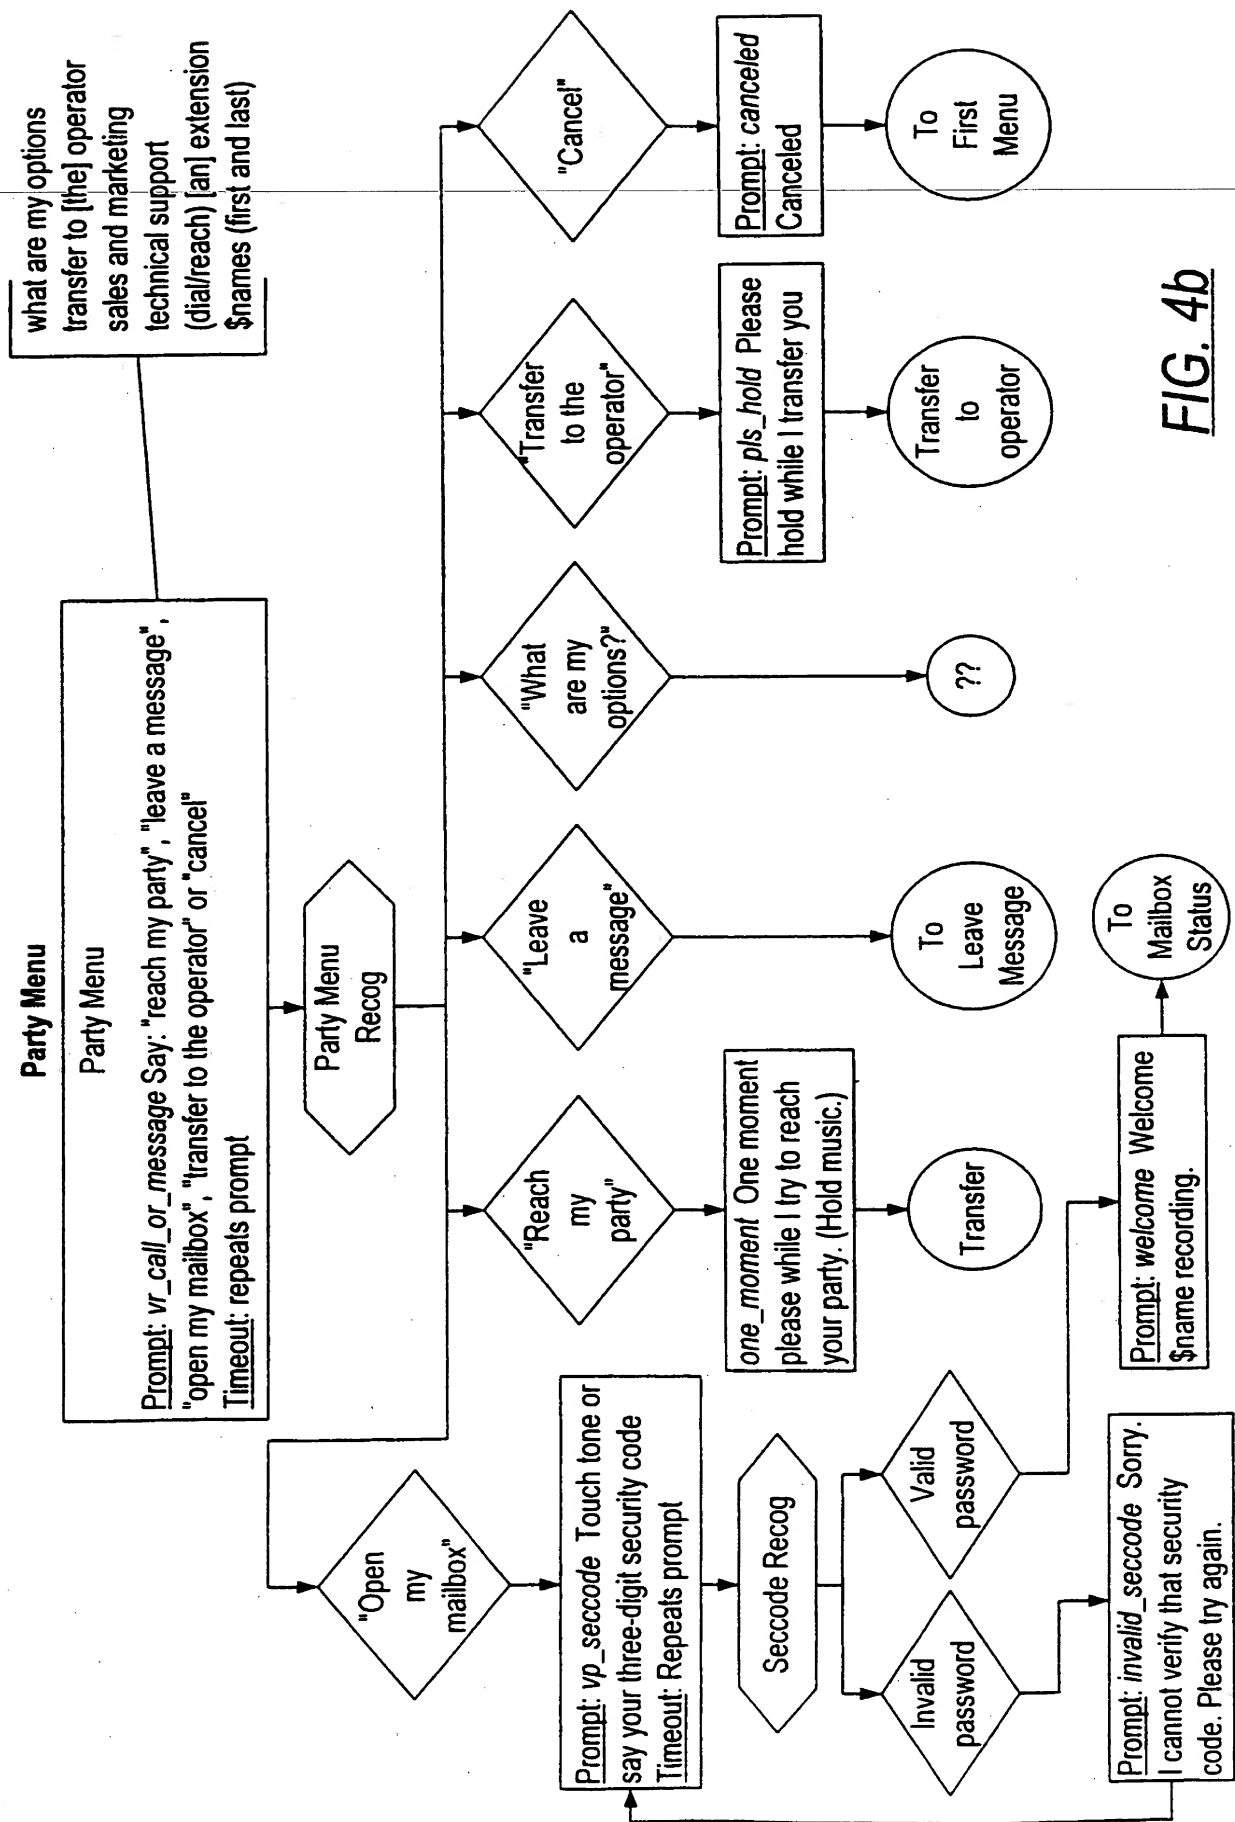 Party Menu
Party Menu
Prompt: vr_call_or_message Say: "reach my party", "leave a message",
"open my mailbox", "transfer to the operator" or "cancel"
Timeout: repeats prompt
what are my options
transfer to [the] operator
sales and marketing
technical support
(dial/reach) [an] extension
$names (first and last)
Party Menu
Recog
"Open
my
mailbox"
"Reach
my
party"
"Leave
a
message"
"What
are my
options?"
"Transfer
to the
operator"
"Cancel"
Prompt: vp_seccode Touch tone or
say your three-digit security code
Timeout: Repeats prompt
one_moment One moment
please while I try to reach
your party. (Hold music.)
Prompt: pls_hold Please
hold while I transfer you
Prompt: canceled
Canceled
Seccode Recog
Transfer
To
Leave
Message
??
Transfer
to
operator
To
First
Menu
Invalid
password
Valid
password
Prompt: invalid_seccode Sorry.
I cannot verify that security
code. Please try again.
Prompt: welcome Welcome
$name recording.
To
Mailbox
Status
FIG. 4b